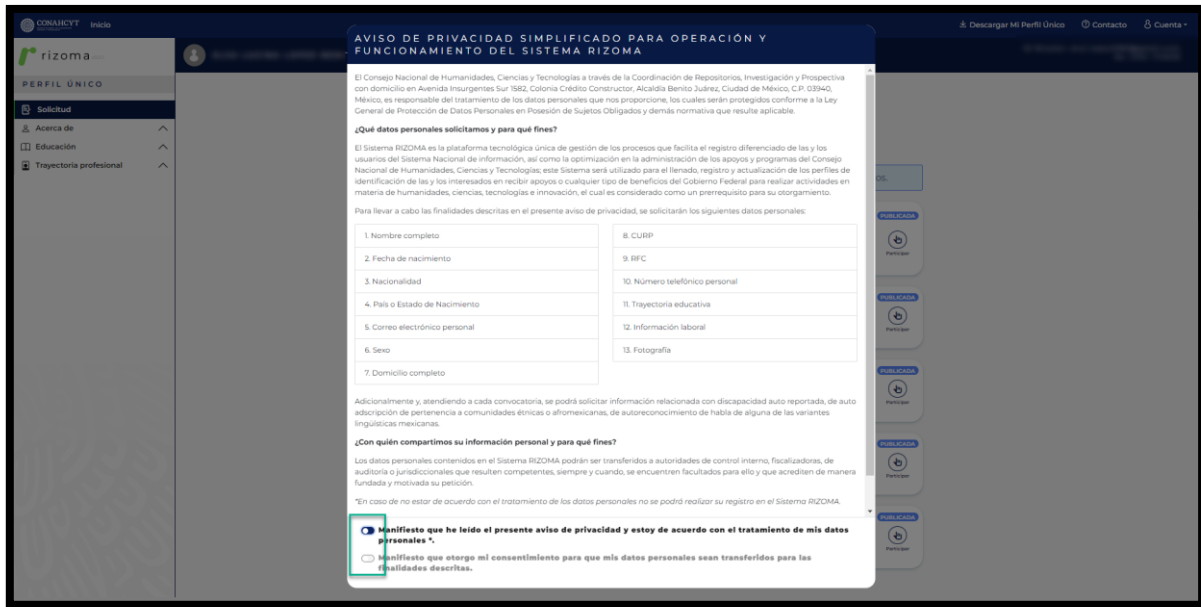 CONAHCYT Inicio
Descargar Mi Perfil Único Contacto Cuenta
rizoma
PERFIL ÚNICO
Solicitud
Acerca de
Educación
Trayectoria profesional
AVISO DE PRIVACIDAD SIMPLIFICADO PARA OPERACIÓN Y
FUNCIONAMIENTO DEL SISTEMA RIZOMA
El Consejo Nacional de Humanidades, Ciencias y Tecnologías a través de la Coordinación de Repositorios, Investigación y Prospectiva
con domicilio en Avenida Insurgentes Sur 1582, Colonia Crédito Constructor, Alcaldía Benito Juárez, Ciudad de México, C.P. 03940,
México, es responsable del tratamiento de los datos personales que nos proporcione, los cuales serán protegidos conforme a la Ley
General de Protección de Datos Personales en Posesión de Sujetos Obligados y demás normativa que resulte aplicable.
¿Qué datos personales solicitamos y para qué fines?
El Sistema RIZOMA es la plataforma tecnológica única de gestión de los procesos que facilita el registro diferenciado de las y los
usuarios del Sistema Nacional de información, así como la optimización en la administración de los apoyos y programas del Consejo
Nacional de Humanidades, Ciencias y Tecnologías; este Sistema será utilizado para el llenado, registro y actualización de los perfiles de
identificación de las y los interesados en recibir apoyos o cualquier tipo de beneficios del Gobierno Federal para realizar actividades en
materia de humanidades, ciencias, tecnologías e innovación, el cual es considerado como un prerrequisito para su otorgamiento.
Para llevar a cabo las finalidades descritas en el presente aviso de privacidad, se solicitarán los siguientes datos personales:
1. Nombre completo
2. Fecha de nacimiento
3. Nacionalidad
4. País o Estado de Nacimiento
5. Correo electrónico personal
6. Sexo
7. Domicilio completo
8. CURP
9. RFC
10. Número telefónico personal
11. Trayectoria educativa
12. Información laboral
13. Fotografía
Adicionalmente y, atendiendo a cada convocatoria, se podrá solicitar información relacionada con discapacidad auto reportada, de auto
adscripción de pertenencia a comunidades étnicas o afromexicanas, de autoreconocimiento de habla de alguna de las variantes
lingüísticas mexicanas.
¿Con quién compartimos su información personal y para qué fines?
Los datos personales contenidos en el Sistema RIZOMA podrán ser transferidos a autoridades de control interno, fiscalizadoras, de
auditoría o jurisdiccionales que resulten competentes, siempre y cuando, se encuentren facultados para ello y que acrediten de manera
fundada y motivada su petición.
*En caso de no estar de acuerdo con el tratamiento de los datos personales no se podrá realizar su registro en el Sistema RIZOMA.
Manifiesto que he leído el presente aviso de privacidad y estoy de acuerdo con el tratamiento de mis datos
personales *.
Manifiesto que otorgo mi consentimiento para que mis datos personales sean transferidos para las
finalidades descritas.
OS.
PUBLICADA
Participar
PUBLICADA
Participar
PUBLICADA
Participar
PUBLICADA
Participar
PUBLICADA
Participar